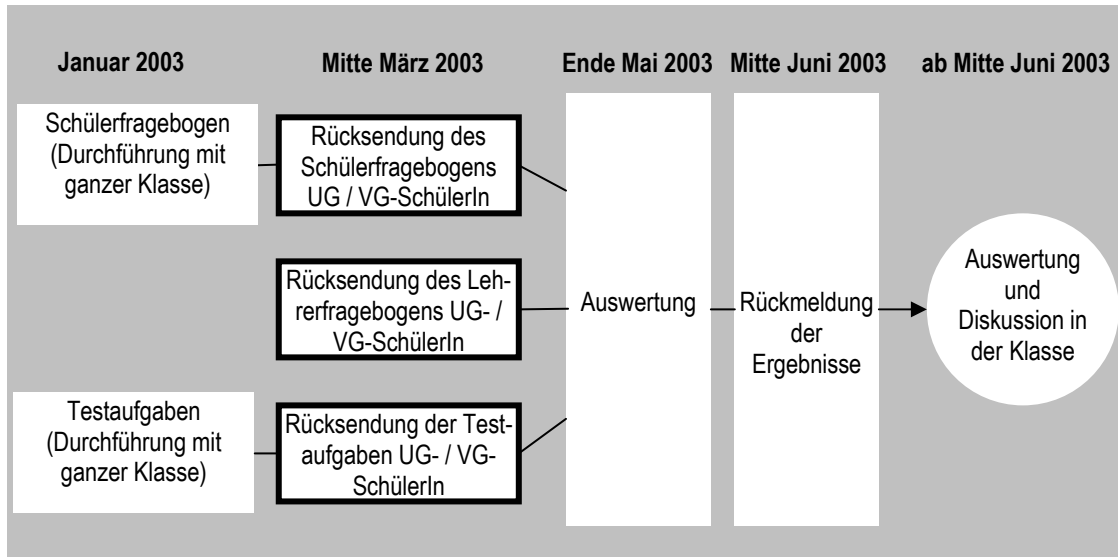 Januar 2003
Mitte März 2003
Ende Mai 2003
Mitte Juni 2003
ab Mitte Juni 2003
Schülerfragebogen
(Durchführung mit
ganzer Klasse)
Rücksendung des
Schülerfragebogens
UG / VG-SchülerIn
Rücksendung des Leh-
rerfragebogens UG- /
VG-SchülerIn
Testaufgaben
(Durchführung mit
ganzer Klasse)
Rücksendung der Test-
aufgaben UG- / VG-
SchülerIn
Auswertung
Rückmeldung
der
Ergebnisse
Auswertung
und
Diskussion in
der Klasse